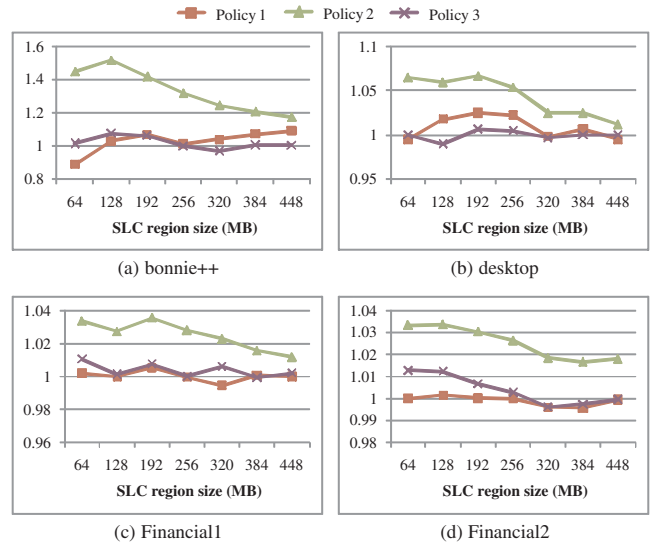 Policy 1 Policy 2 Policy 3
1.6
1.4
1.2
1
0.8
64 128 192 256 320 384 448
SLC region size (MB)
(a) bonnie++
1.1
1.05
1
0.95
64 128 192 256 320 384 448
SLC region size (MB)
(b) desktop
1.04
1.02
1
0.98
0.96
64 128 192 256 320 384 448
SLC region size (MB)
(c) Financial1
1.04
1.03
1.02
1.01
1
0.99
0.98
64 128 192 256 320 384 448
SLC region size (MB)
(d) Financial2